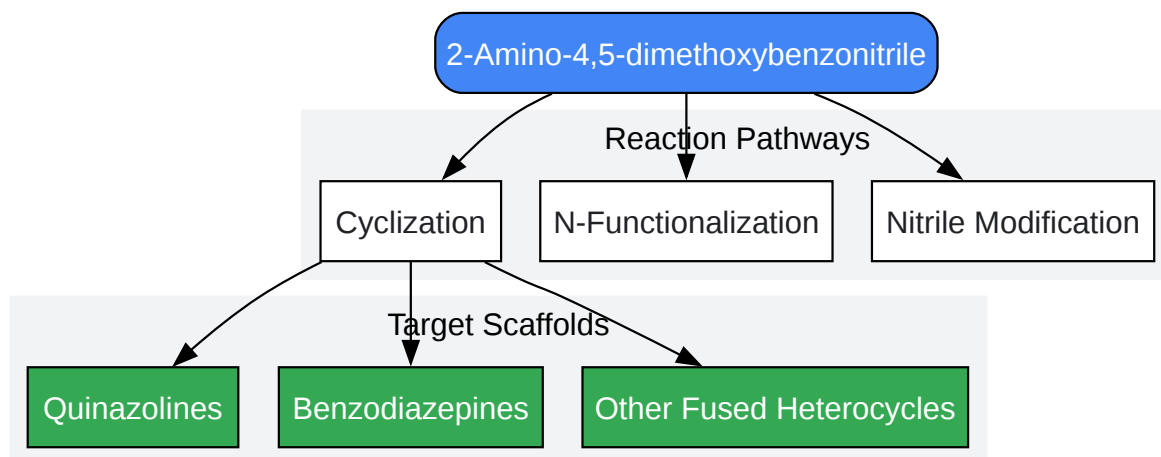 2-Amino-4,5-dimethoxybenzonitrile
Reaction Pathways
Cyclization
N-Functionalization
Nitrile Modification
Target Scaffolds
Quinazolines
Benzodiazepines
Other Fused Heterocycles